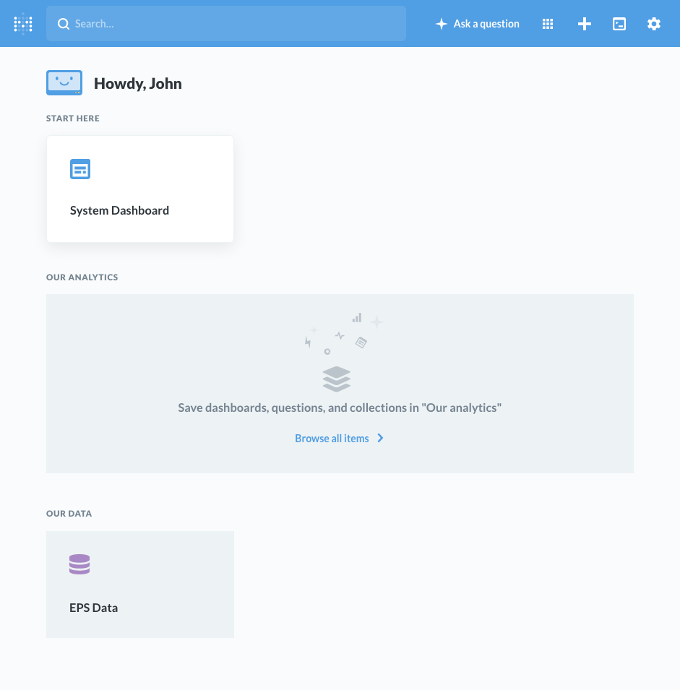 Search...
Ask a question
Howdy, John
START HERE
System Dashboard
OUR ANALYTICS
Save dashboards, questions, and collections in "Our analytics"
Browse all items
OUR DATA
EPS Data